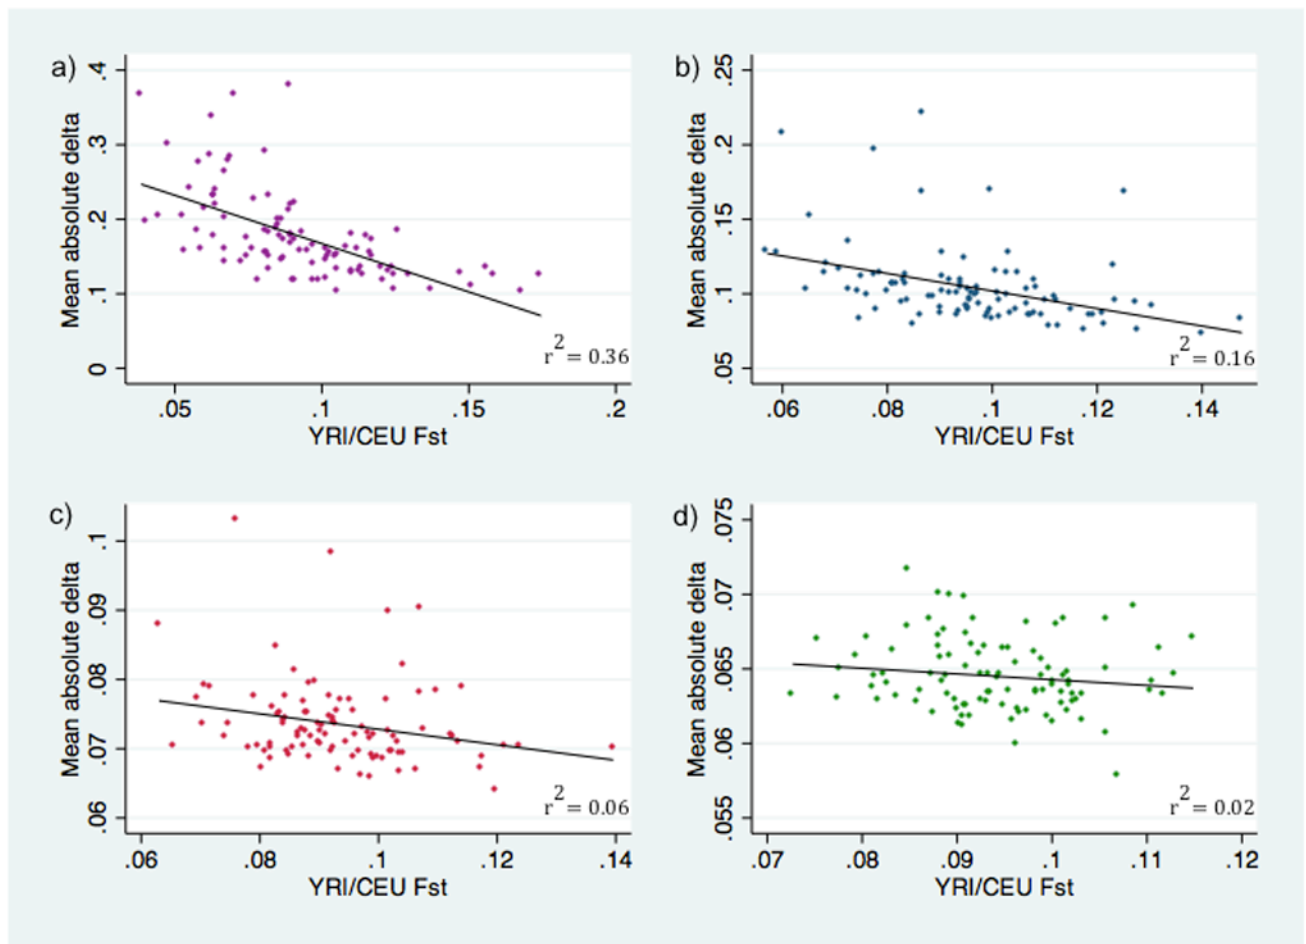 a)
Mean absolute delta
.4
.3
.2
.1
0
.05 .1 .15 .2
YRI/CEU Fst
r2 = 0.36
b)
Mean absolute delta
.25
.2
.15
.1
.05
.06 .08 .1 .12 .14
YRI/CEU Fst
r2 = 0.16
c)
Mean absolute delta
.1
.09
.08
.07
.06
.06 .08 .1 .12 .14
YRI/CEU Fst
r2 = 0.06
d)
Mean absolute delta
.075
.07
.065
.06
.055
.07 .08 .09 .1 .11 .12
YRI/CEU Fst
r2 = 0.02